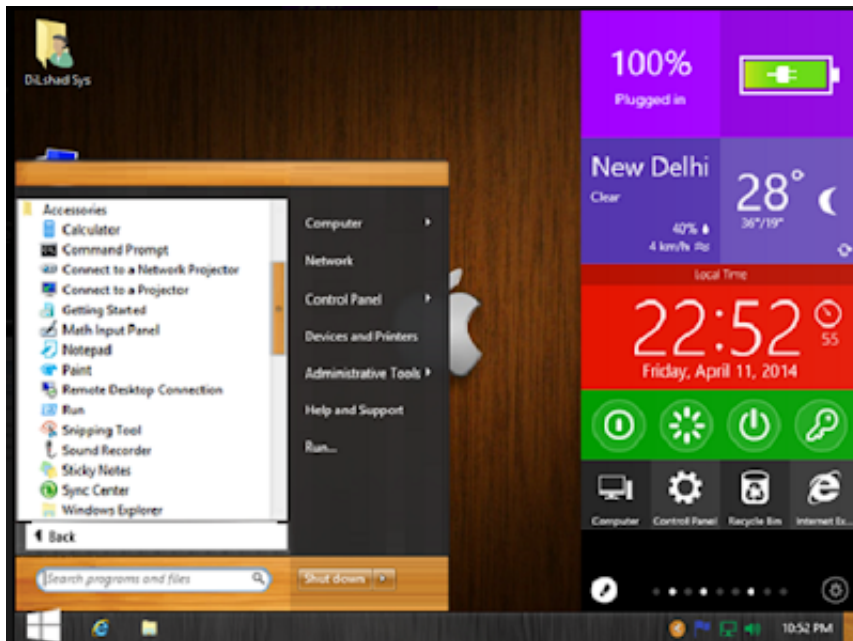 DiLshad Sys
Accessories
Calculator
Command Prompt
Connect to a Network Projector
Connect to a Projector
Getting Started
Math Input Panel
Notepad
Paint
Remote Desktop Connection
Run
Snipping Tool
Sound Recorder
Sticky Notes
Sync Center
Windows Explorer
Back
Search programs and files
Computer
Network
Control Panel
Devices and Printers
Administrative Tools
Help and Support
Run...
Shut down
100%
Plugged in
New Delhi
Clear
40%
4 km/h
28°
36°/19°
Local Time
22:52
55
Friday, April 11, 2014
Computer
Control Panel
Recycle Bin
Internet Ex...
10:52 PM